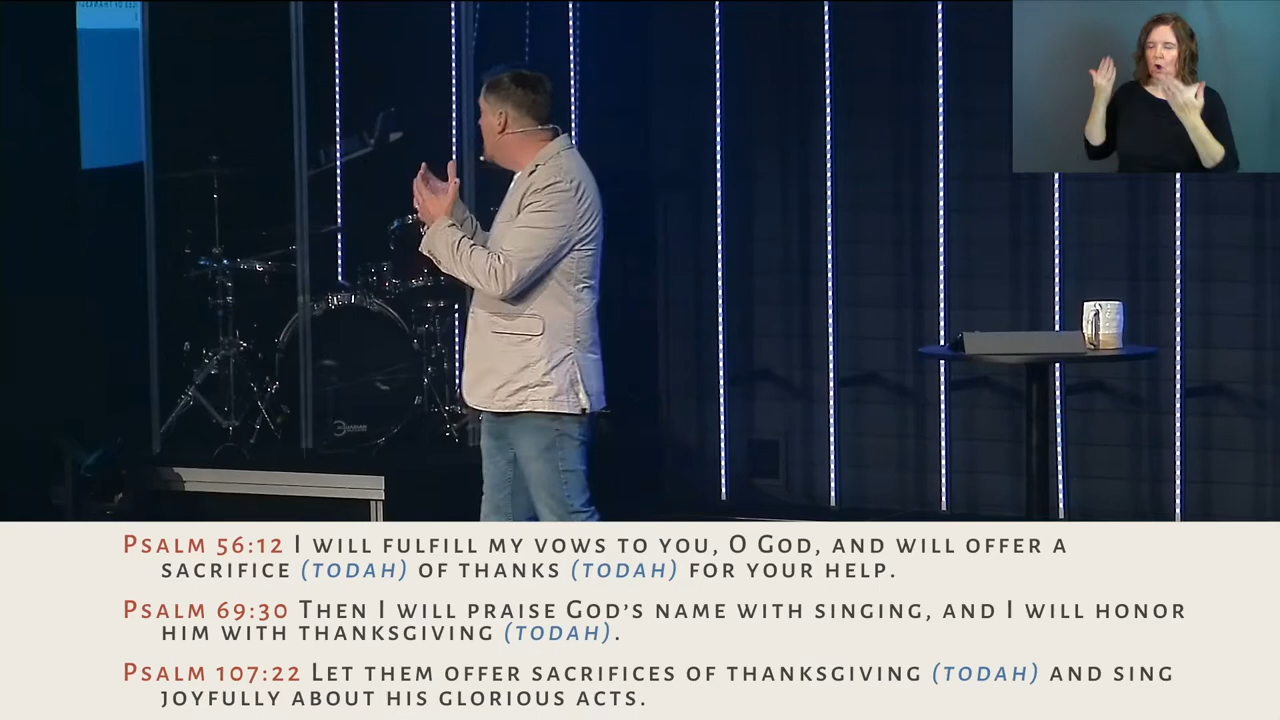 Psalm 56:12 I will fulfill my vows to you, O God, and will offer a
sacrifice (todah) of thanks (todah) for your help.
Psalm 69:30 Then I will praise God's name with singing, and I will honor
him with thanksgiving (todah).
Psalm 107:22 Let them offer sacrifices of thanksgiving (todah) and sing
joyfully about his glorious acts.